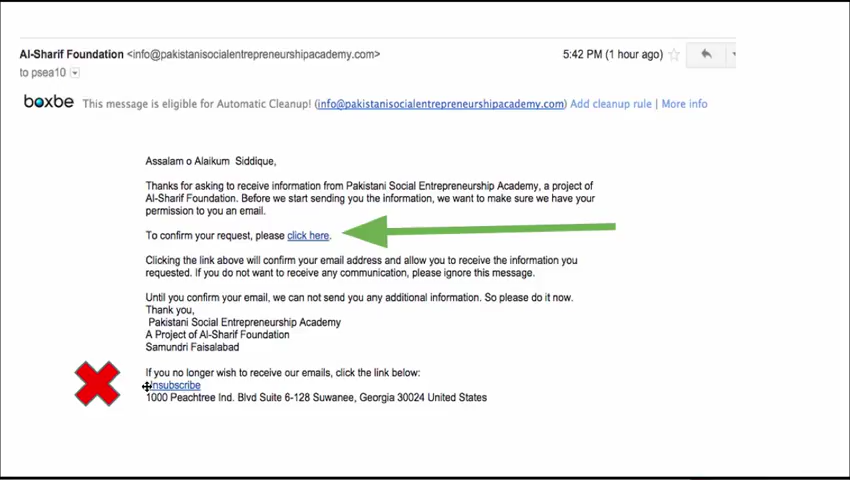 Al-Sharif Foundation <info@pakistanisocialentrepreneurshipacademy.com> 5:42 PM (1 hour ago)
to psea10
boxbe This message is eligible for Automatic Cleanup! (info@pakistanisocialentrepreneurshipacademy.com) Add cleanup rule | More info
Assalam o Alaikum Siddique,
Thanks for asking to receive information from Pakistani Social Entrepreneurship Academy, a project of
Al-Sharif Foundation. Before we start sending you the information, we want to make sure we have your
permission to you an email.
To confirm your request, please click here.
Clicking the link above will confirm your email address and allow you to receive the information you
requested. If you do not want to receive any communication, please ignore this message.
Until you confirm your email, we can not send you any additional information. So please do it now.
Thank you,
Pakistani Social Entrepreneurship Academy
A Project of Al-Sharif Foundation
Samundri Faisalabad
If you no longer wish to receive our emails, click the link below:
Unsubscribe
1000 Peachtree Ind. Blvd Suite 6-128 Suwanee, Georgia 30024 United States